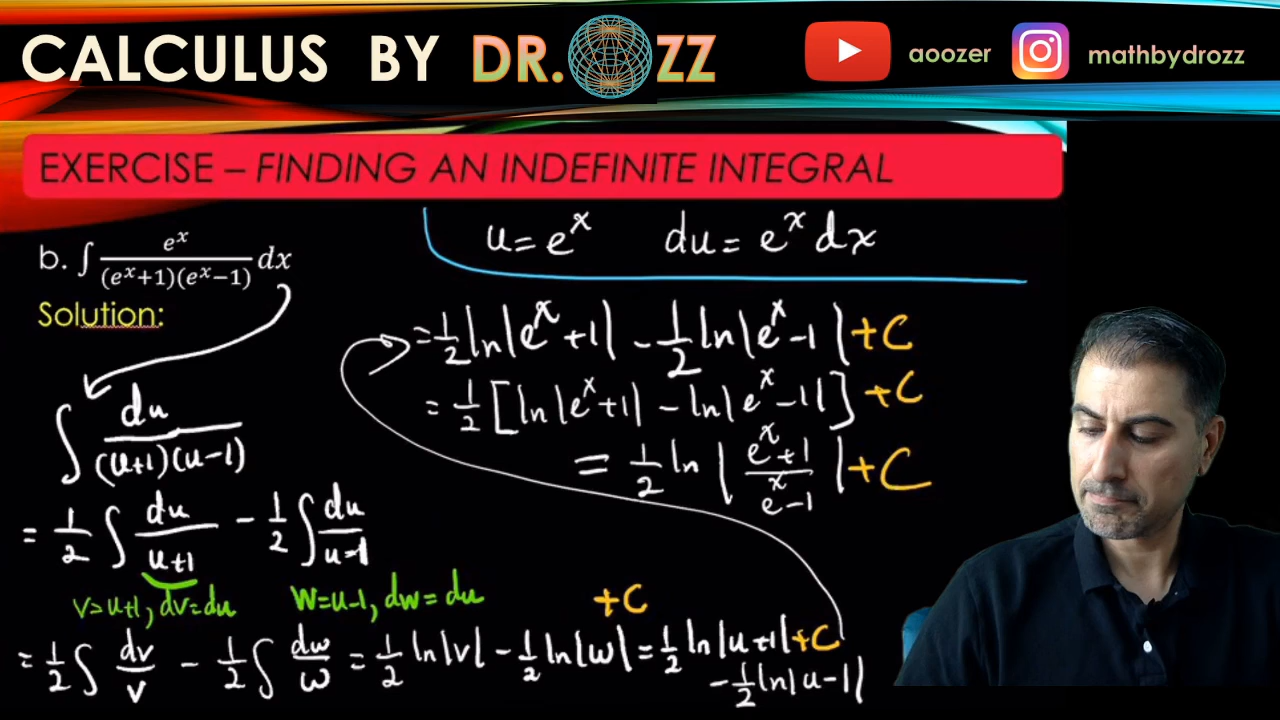 CALCULUS BY DR. OZZ
aoozer
mathbydrozz
EXERCISE – FINDING AN INDEFINITE INTEGRAL
b. ∫ e^x / (e^x+1)(e^x−1) dx
u = e^x du = e^x dx
Solution:
∫ du / (u+1)(u−1)
= 1/2 ∫ du / u+1 − 1/2 ∫ du / u−1
v=u+1, dv=du W=u−1, dw=du
= 1/2 ∫ dv/v − 1/2 ∫ dw/w = 1/2 ln|v| − 1/2 ln|w| +C = 1/2 ln|u+1| +C
− 1/2 ln|u−1|
= 1/2 ln|e^x+1| − 1/2 ln|e^x−1| +C
= 1/2 [ln|e^x+1| − ln|e^x−1|] +C
= 1/2 ln | e^x+1 / e^x−1 | +C